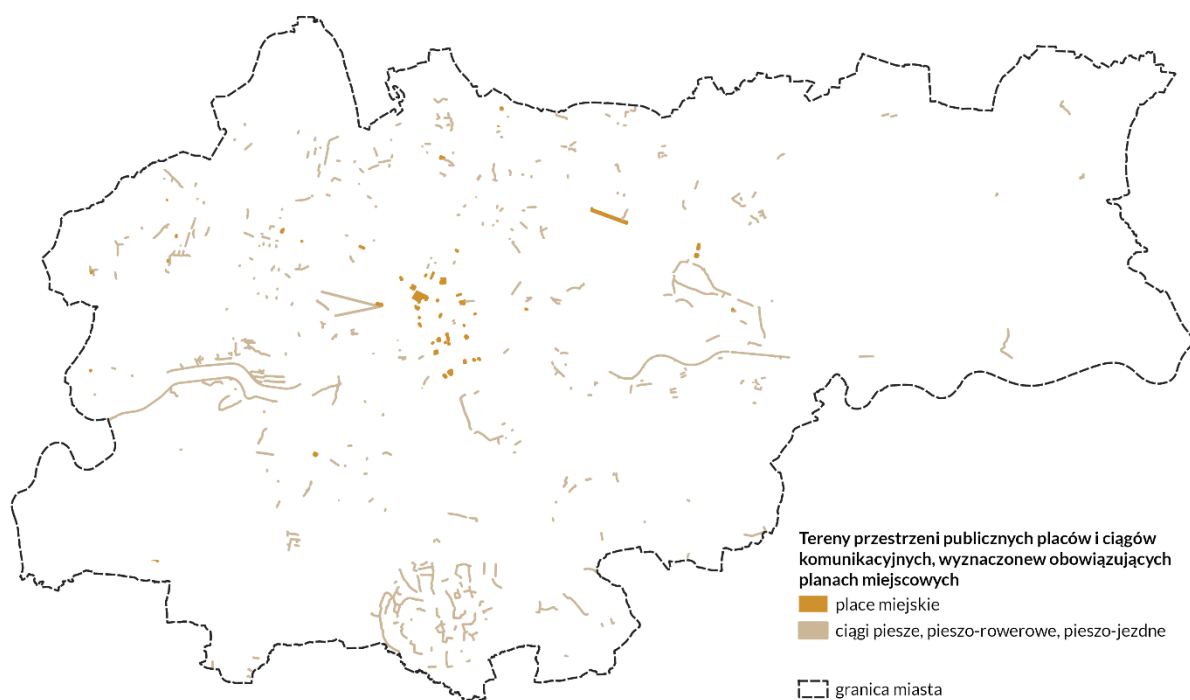 Tereny przestrzeni publicznych placów i ciągów
komunikacyjnych, wyznaczonew obowiązujących
planach miejscowych
place miejskie
ciągi piesze, pieszo-rowerowe, pieszo-jezdne
granica miasta